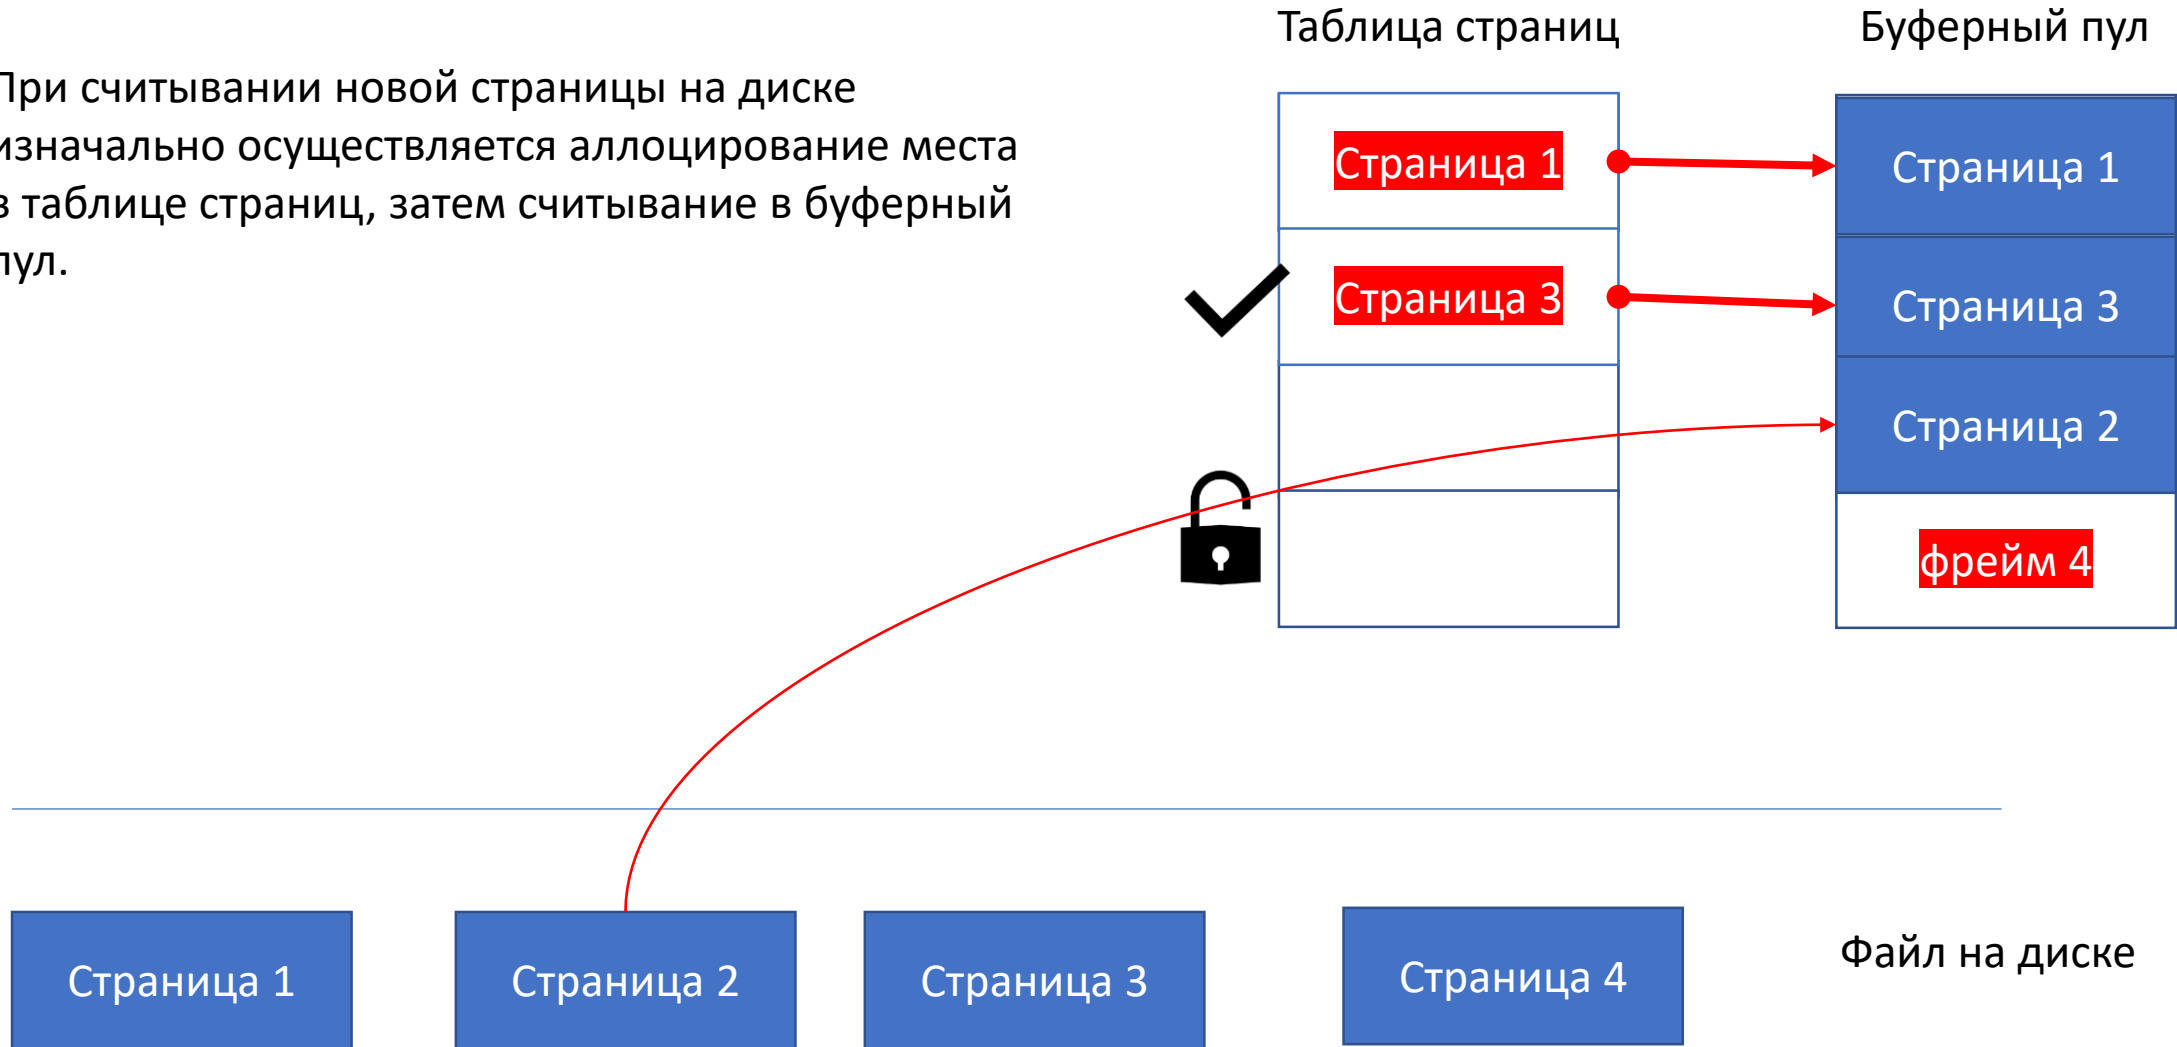 Таблица страниц
Буферный пул
При считывании новой страницы на диске
изначально осуществляется аллоцирование места
в таблице страниц, затем считывание в буферный
пул.
Страница 1
Страница 1
Страница 3
Страница 3
Страница 2
фрейм 4
Страница 1
Страница 2
Страница 3
Страница 4
Файл на диске